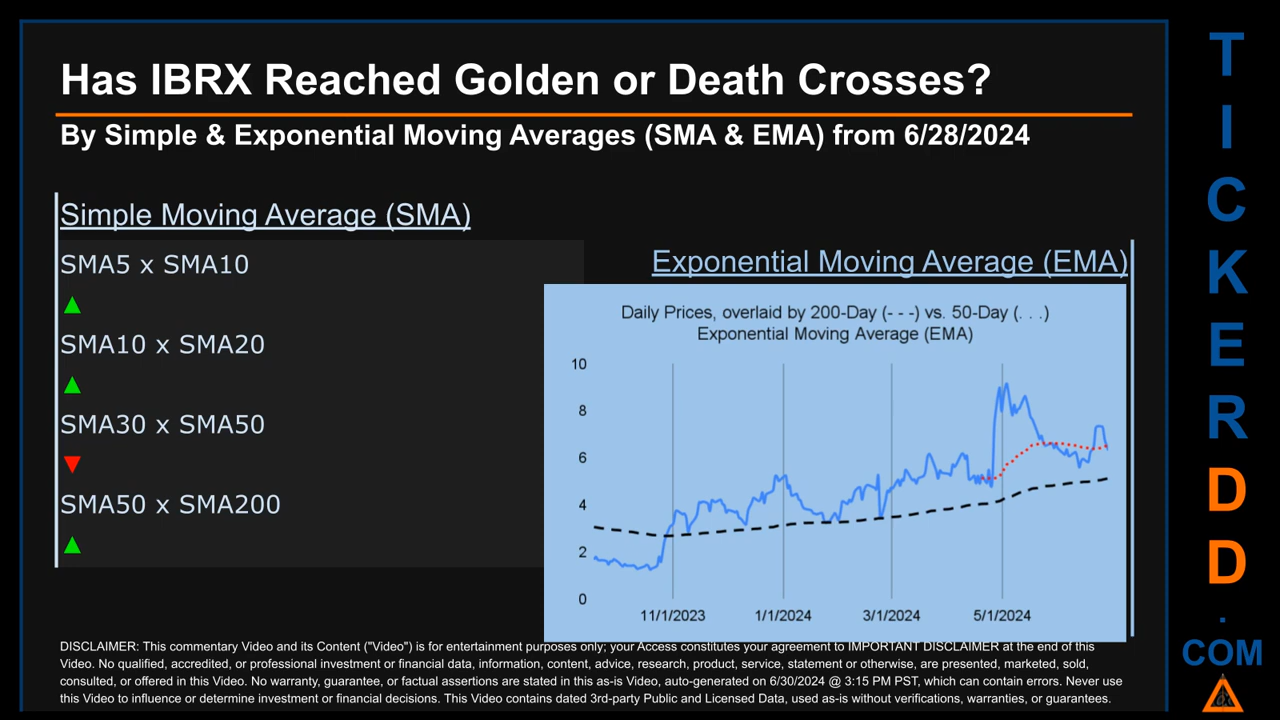 Has IBRX Reached Golden or Death Crosses?
By Simple & Exponential Moving Averages (SMA & EMA) from 6/28/2024
Simple Moving Average (SMA)
SMA5 x SMA10
▲
SMA10 x SMA20
▲
SMA30 x SMA50
▼
SMA50 x SMA200
▲
Exponential Moving Average (EMA)
Daily Prices, overlaid by 200-Day (- - -) vs. 50-Day (. . .)
Exponential Moving Average (EMA)
10
8
6
4
2
0
11/1/2023 1/1/2024 3/1/2024 5/1/2024
DISCLAIMER: This commentary Video and its Content ("Video") is for entertainment purposes only; your Access constitutes your agreement to IMPORTANT DISCLAIMER at the end of this
Video. No qualified, accredited, or professional investment or financial data, information, content, advice, research, product, service, statement or otherwise, are presented, marketed, sold,
consulted, or offered in this Video. No warranty, guarantee, or factual assertions are stated in this as-is Video, auto-generated on 6/30/2024 @ 3:15 PM PST, which can contain errors. Never use
this Video to influence or determine investment or financial decisions. This Video contains dated 3rd-party Public and Licensed Data, used as-is without verifications, warranties, or guarantees.
T
I
C
K
E
R
D
D
.
COM